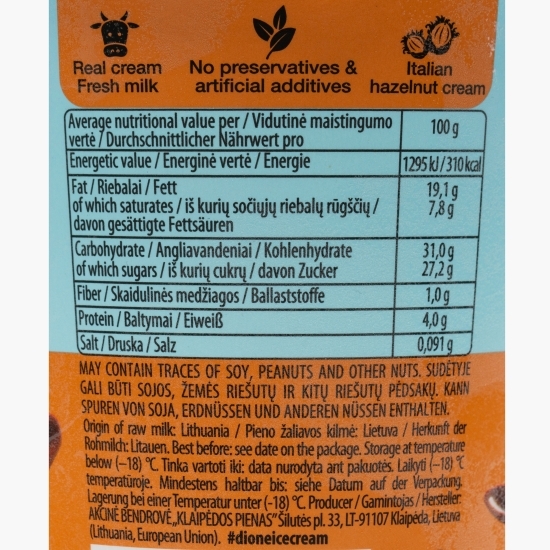 Real cream
Fresh milk
No preservatives &
artificial additives
Italian
hazelnut cream
Average nutritional value per / Vidutinė maistingumo
vertė / Durchschnittlicher Nährwert pro
100 g
Energetic value / Energinė vertė / Energie
1295 kJ / 310 kcal
Fat / Riebalai / Fett
19,1 g
of which saturates / iš kurių sočiųjų riebalų rūgščių /
7,8 g
davon gesättigte Fettsäuren
Carbohydrate / Angliavandeniai / Kohlenhydrate
31,0 g
of which sugars / iš kurių cukrų / davon Zucker
27,2 g
Fiber / Skaidulinės medžiagos / Ballaststoffe
1,0 g
Protein / Baltymai / Eiweiß
4,0 g
Salt / Druska / Salz
0,091 g
MAY CONTAIN TRACES OF SOY, PEANUTS AND OTHER NUTS. SUDĖTYJE
GALI BŪTI SOJOS, ŽEMĖS RIEŠUTŲ IR KITŲ RIEŠUTŲ PĖDSAKŲ. KANN
SPUREN VON SOJA, ERDNÜSSEN UND ANDEREN NÜSSEN ENTHALTEN.
Origin of raw milk: Lithuania / Pieno žaliavos kilmė: Lietuva / Herkunft der
Rohmilch: Litauen. Best before: see date on the package. Storage at temperature
below (–18) °C. Tinka vartoti iki: data nurodyta ant pakuotės. Laikyti (–18) °C
temperatūroje. Mindestens haltbar bis: siehe Datum auf der Verpackung.
Lagerung bei einer Temperatur unter (-18) °C. Producer / Gamintojas / Hersteller:
AKCINĖ BENDROVĖ „KLAIPĖDOS PIENAS" Šilutės pl. 33, LT-91107 Klaipėda, Lietuva
(Lithuania, European Union). #dioneicecream